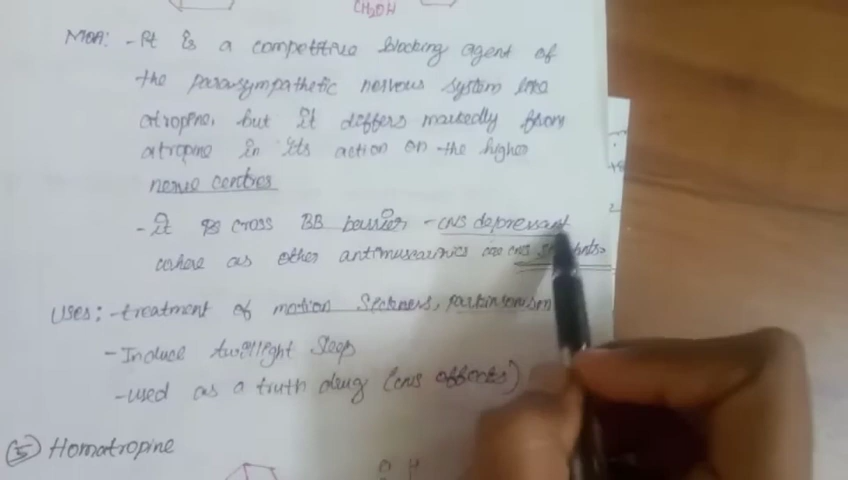 CH2OH
MOA: - It is a competitive blocking agent of
the parasympathetic nervous system like
atropine, but it differs markedly from
atropine in its action on the higher
nerve centres
- It cross BB barrier - CNS depressant
where as other antimuscarinics are CNS
Uses: - treatment of motion sickness, parkinsonism
- Induce twilight sleep
- used as a truth drug (CNS effects)
⑤ Homatropine
O H